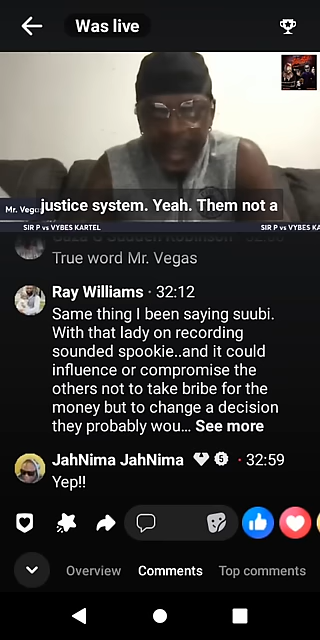 Was live
justice system. Yeah. Them not a
Mr. Vega
SIR P vs VYBES KARTEL
SIR P vs VYBES KA
True word Mr. Vegas
Ray Williams · 32:12
Same thing I been saying suubi.
With that lady on recording
sounded spookie..and it could
influence or compromise the
others not to take bribe for the
money but to change a decision
they probably wou... See more
JahNima JahNima 5 · 32:59
Yep!!
Overview Comments Top comments